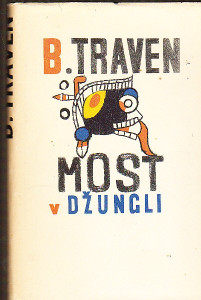 B. TRAVEN
B.TRAVEN
MOST
v DŽUNGLI